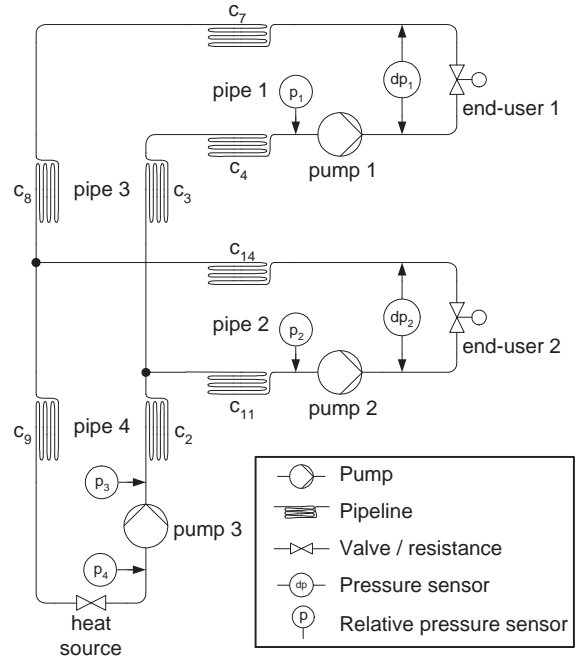 c7
pipe 1
p1
dp1
end-user 1
c4
pump 1
c8
pipe 3
c3
c14
pipe 2
p2
dp2
end-user 2
c11
pump 2
c9
pipe 4
c2
p3
pump 3
p4
heat
source
Pump
Pipeline
Valve / resistance
dp Pressure sensor
p Relative pressure sensor